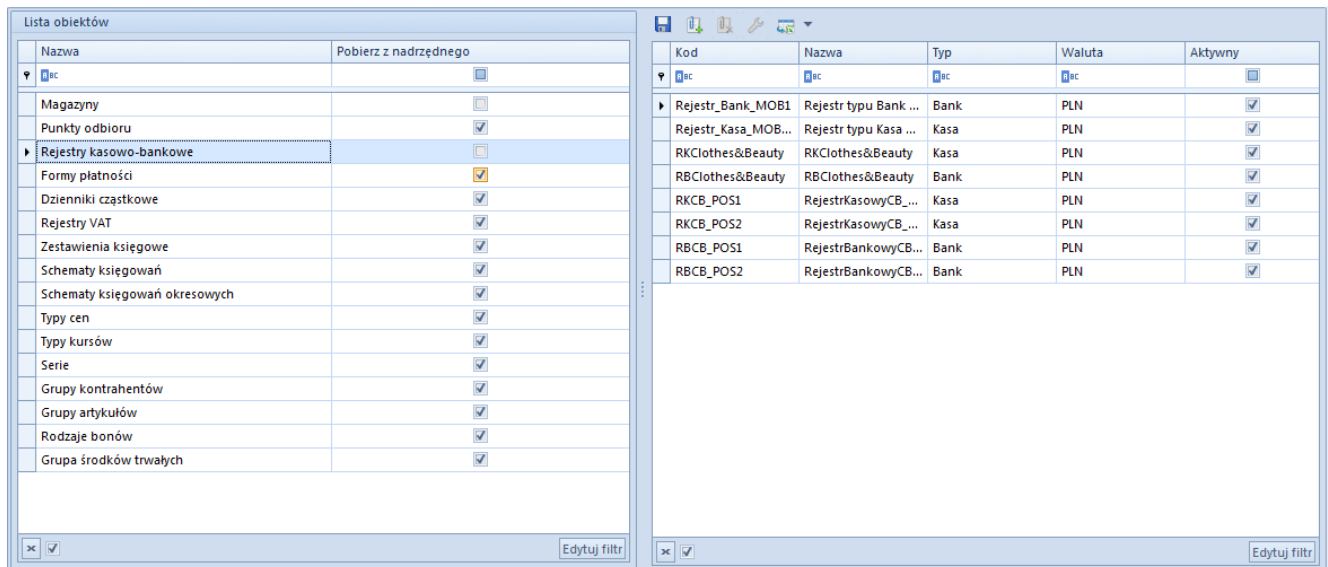 Lista obiektów
Nazwa Pobierz z nadrzędnego
Magazyny
Punkty odbioru
Rejestry kasowo-bankowe
Formy płatności
Dzienniki cząstkowe
Rejestry VAT
Zestawienia księgowe
Schematy księgowań
Schematy księgowań okresowych
Typy cen
Typy kursów
Serie
Grupy kontrahentów
Grupy artykułów
Rodzaje bonów
Grupa środków trwałych
Edytuj filtr
Kod Nazwa Typ Waluta Aktywny
Rejestr_Bank_MOB1 Rejestr typu Bank ... Bank PLN
Rejestr_Kasa_MOB... Rejestr typu Kasa ... Kasa PLN
RKClothes&Beauty RKClothes&Beauty Kasa PLN
RBClothes&Beauty RBClothes&Beauty Bank PLN
RKCB_POS1 RejestrKasowyCB_... Kasa PLN
RKCB_POS2 RejestrKasowyCB_... Kasa PLN
RBCB_POS1 RejestrBankowyCB... Bank PLN
RBCB_POS2 RejestrBankowyCB... Bank PLN
Edytuj filtr